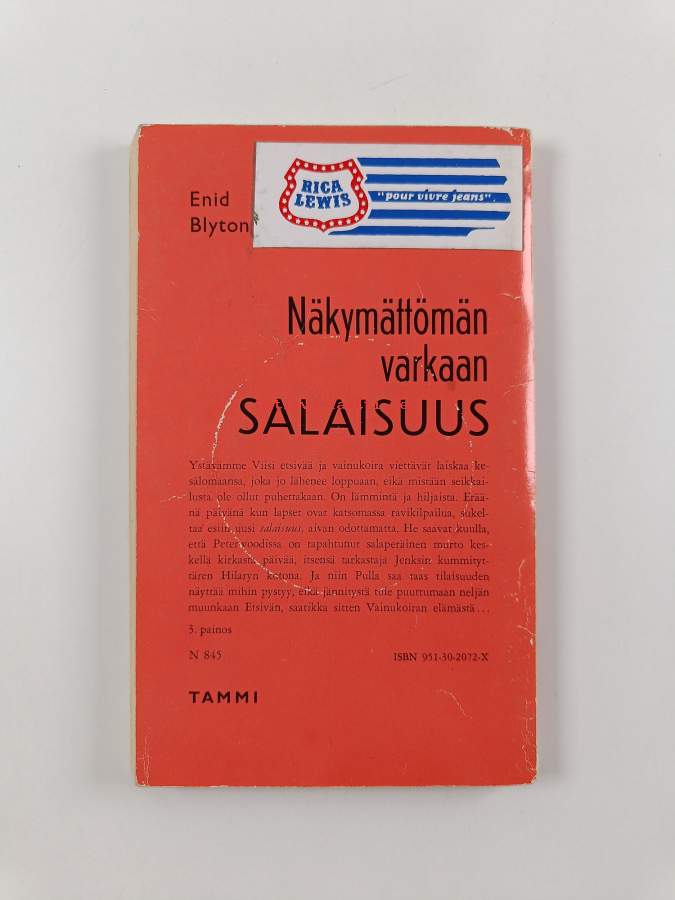 Enid
Blyton
RICA
LEWIS
"pour vivre jeans"
Näkymättömän
varkaan
SALAISUUS
Ystävämme Viisi etsivää ja vainukoira viettävät laiskaa ke-
sälomaansa, joka jo lähenee loppuaan, eikä mistään seikkai-
lusta ole ollut puhettakaan. On lämmintä ja hiljaista. Erää-
nä päivänä kun lapset ovat katsomassa ravikilpailua, sukel-
taa esiin uusi salaisuus, aivan odottamatta. He saavat kuulla,
että Peterwoodissa on tapahtunut salaperäinen murto kes-
kellä kirkasta päivää, itsensä tarkastaja Jenksin kummityt-
tären Hilaryn kotona. Ja niin Pulla saa taas tilaisuuden
näyttää mihin pystyy, eikä jännitystä tule puuttumaan neljän
muunkaan Etsivän, saatikka sitten Vainukoiran elämästä...
3. painos
N 845
ISBN 951-30-2072-X
TAMMI